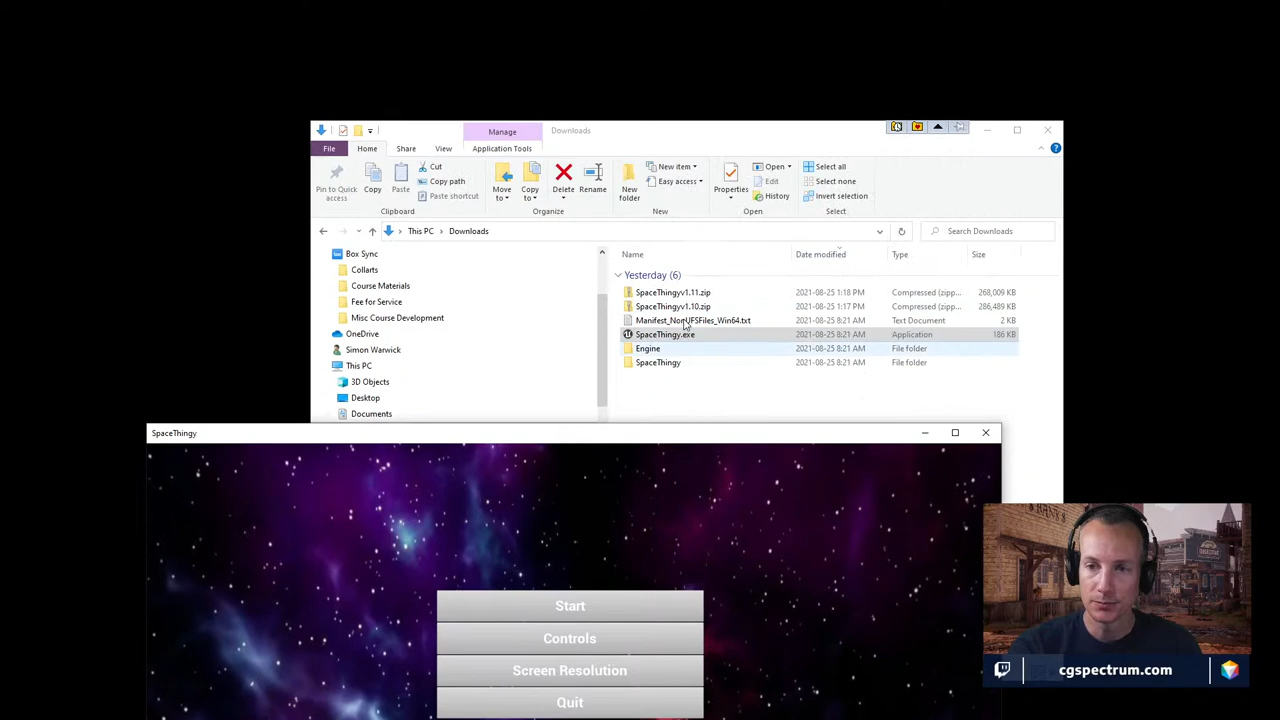 Manage
Downloads
File
Home
Share
View
Application Tools
Pin to Quick access
Copy
Paste
Cut
Copy path
Paste shortcut
Clipboard
Move to
Copy to
Delete
Rename
Organize
New folder
New item
Easy access
New
Properties
Open
Edit
History
Open
Select all
Select none
Invert selection
Select
This PC > Downloads
Search Downloads
Box Sync
Collarts
Course Materials
Fee for Service
Misc Course Development
OneDrive
Simon Warwick
This PC
3D Objects
Desktop
Documents
Name Date modified Type Size
Yesterday (6)
SpaceThingyv1.11.zip 2021-08-25 1:18 PM Compressed (zipp... 268,009 KB
SpaceThingyv1.10.zip 2021-08-25 1:17 PM Compressed (zipp... 286,489 KB
Manifest_NonUFSFiles_Win64.txt 2021-08-25 8:21 AM Text Document 2 KB
SpaceThingy.exe 2021-08-25 8:21 AM Application 186 KB
Engine 2021-08-25 8:21 AM File folder
SpaceThingy 2021-08-25 8:21 AM File folder
SpaceThingy
Start
Controls
Screen Resolution
Quit
cgspectrum.com